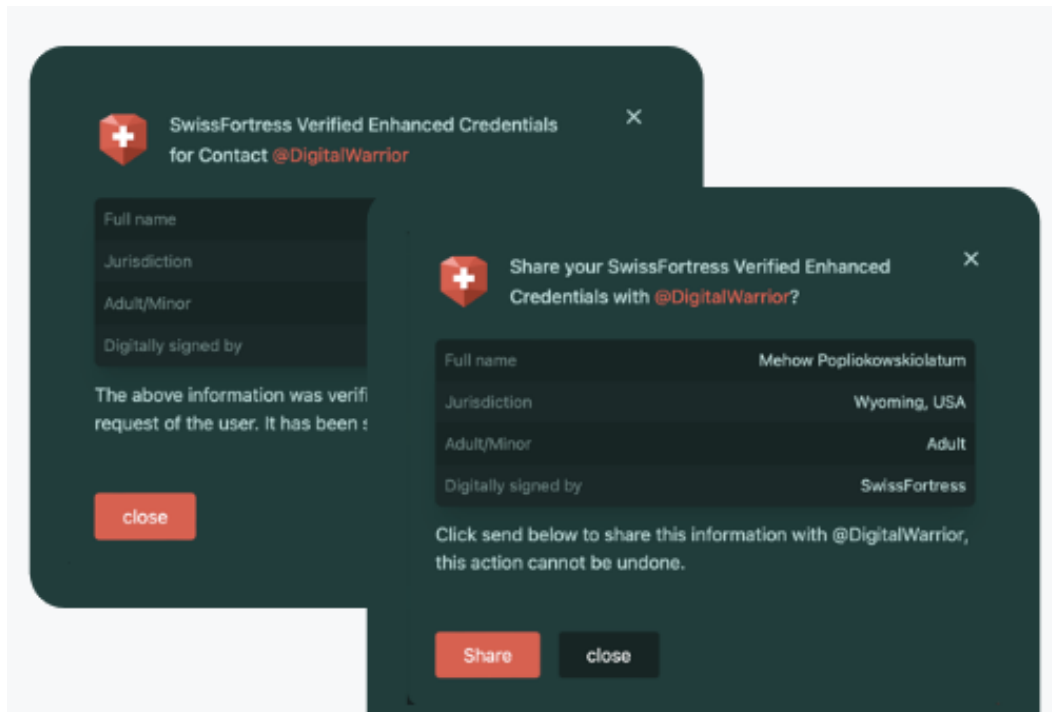 SwissFortress Verified Enhanced Credentials
for Contact @DigitalWarrior
Full name
Jurisdiction
Adult/Minor
Digitally signed by
The above information was verifi
request of the user. It has been
close
Share your SwissFortress Verified Enhanced
Credentials with @DigitalWarrior?
Full name Mehow Popliokowskiolatum
Jurisdiction Wyoming, USA
Adult/Minor Adult
Digitally signed by SwissFortress
Click send below to share this information with @DigitalWarrior,
this action cannot be undone.
Share close